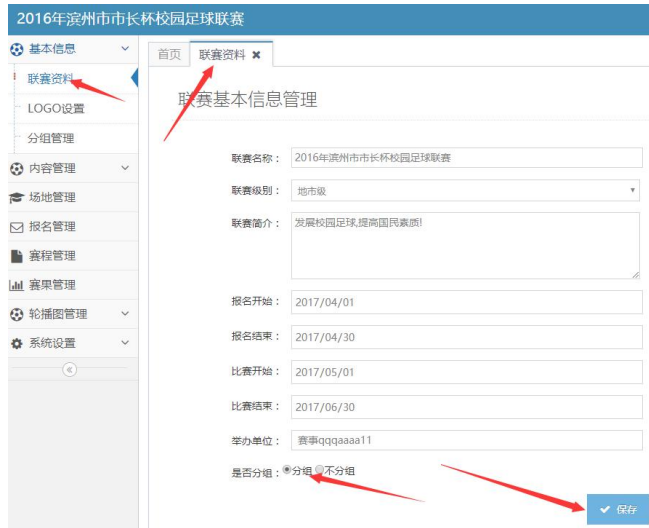 2016年滨州市市长杯校园足球联赛
基本信息
联赛资料
LOGO设置
分组管理
内容管理
场地管理
报名管理
赛程管理
赛果管理
轮播图管理
系统设置
首页 联赛资料 ✖
联赛基本信息管理
联赛名称： 2016年滨州市市长杯校园足球联赛
联赛级别： 地市级
联赛简介： 发展校园足球,提高国民素质!
报名开始： 2017/04/01
报名结束： 2017/04/30
比赛开始： 2017/05/01
比赛结束： 2017/06/30
举办单位： 赛事qqqaaaa11
是否分组： 分组 不分组
保存